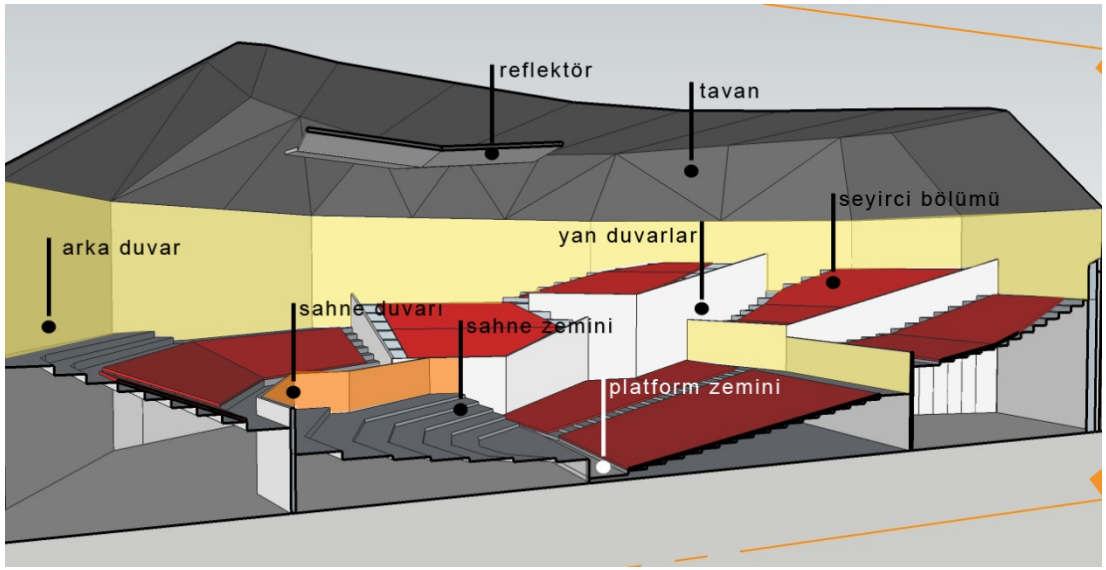 reflektör
tavan
seyirci bölümü
yan duvarlar
arka duvar
sahne duvarı
sahne zemini
platform zemini